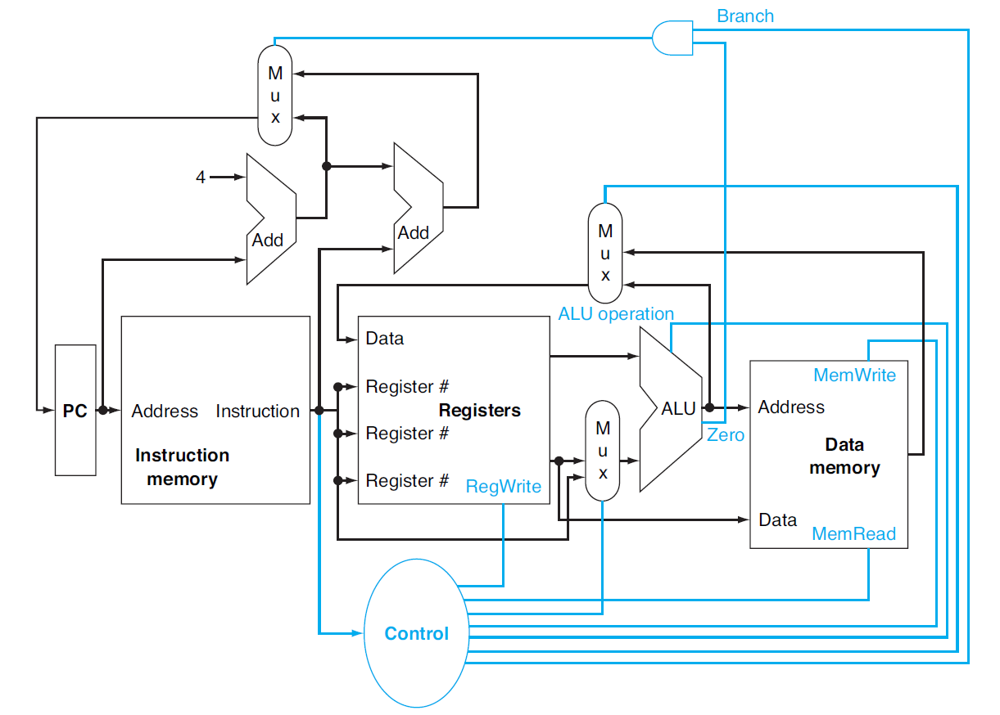 Branch
M
u
x
4
Add
Add
M
u
x
ALU operation
Data
Register #
Registers
Register #
Register #
RegWrite
PC
Address Instruction
Instruction
memory
M
u
x
ALU
Zero
MemWrite
Address
Data
memory
Data
MemRead
Control